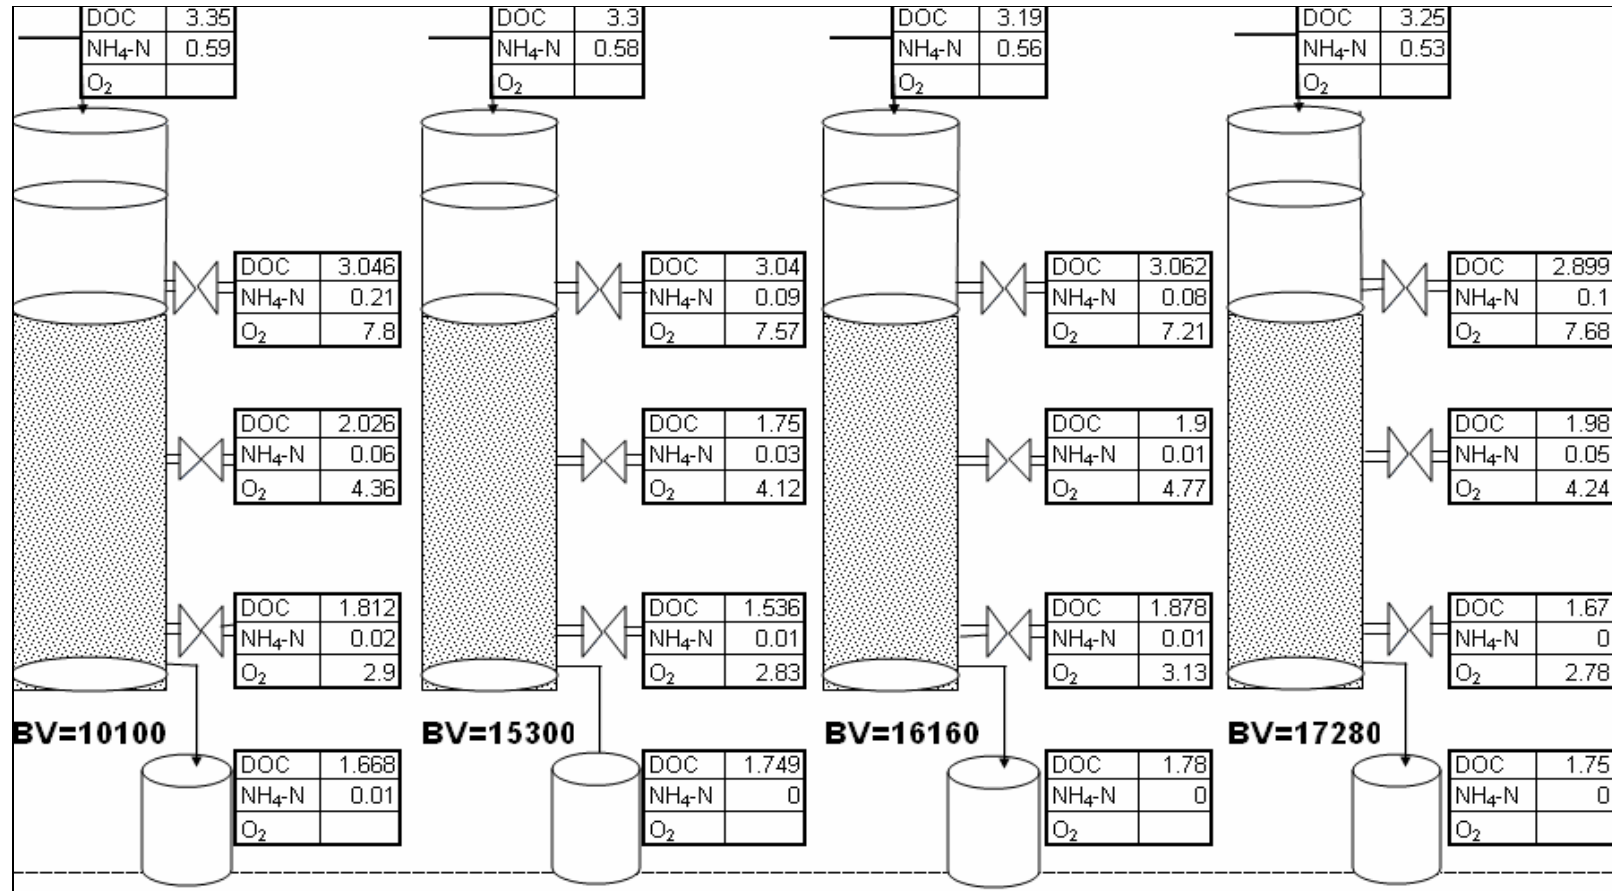 DOC 3.35
NH₄-N 0.59
O₂
DOC 3.3
NH₄-N 0.58
O₂
DOC 3.19
NH₄-N 0.56
O₂
DOC 3.25
NH₄-N 0.53
O₂
DOC 3.046
NH₄-N 0.21
O₂ 7.8
DOC 3.04
NH₄-N 0.09
O₂ 7.57
DOC 3.062
NH₄-N 0.08
O₂ 7.21
DOC 2.899
NH₄-N 0.1
O₂ 7.68
DOC 2.026
NH₄-N 0.06
O₂ 4.36
DOC 1.75
NH₄-N 0.03
O₂ 4.12
DOC 1.9
NH₄-N 0.01
O₂ 4.77
DOC 1.98
NH₄-N 0.05
O₂ 4.24
DOC 1.812
NH₄-N 0.02
O₂ 2.9
DOC 1.536
NH₄-N 0.01
O₂ 2.83
DOC 1.878
NH₄-N 0.01
O₂ 3.13
DOC 1.67
NH₄-N 0
O₂ 2.78
BV=10100
BV=15300
BV=16160
BV=17280
DOC 1.668
NH₄-N 0.01
O₂
DOC 1.749
NH₄-N 0
O₂
DOC 1.78
NH₄-N 0
O₂
DOC 1.75
NH₄-N 0
O₂